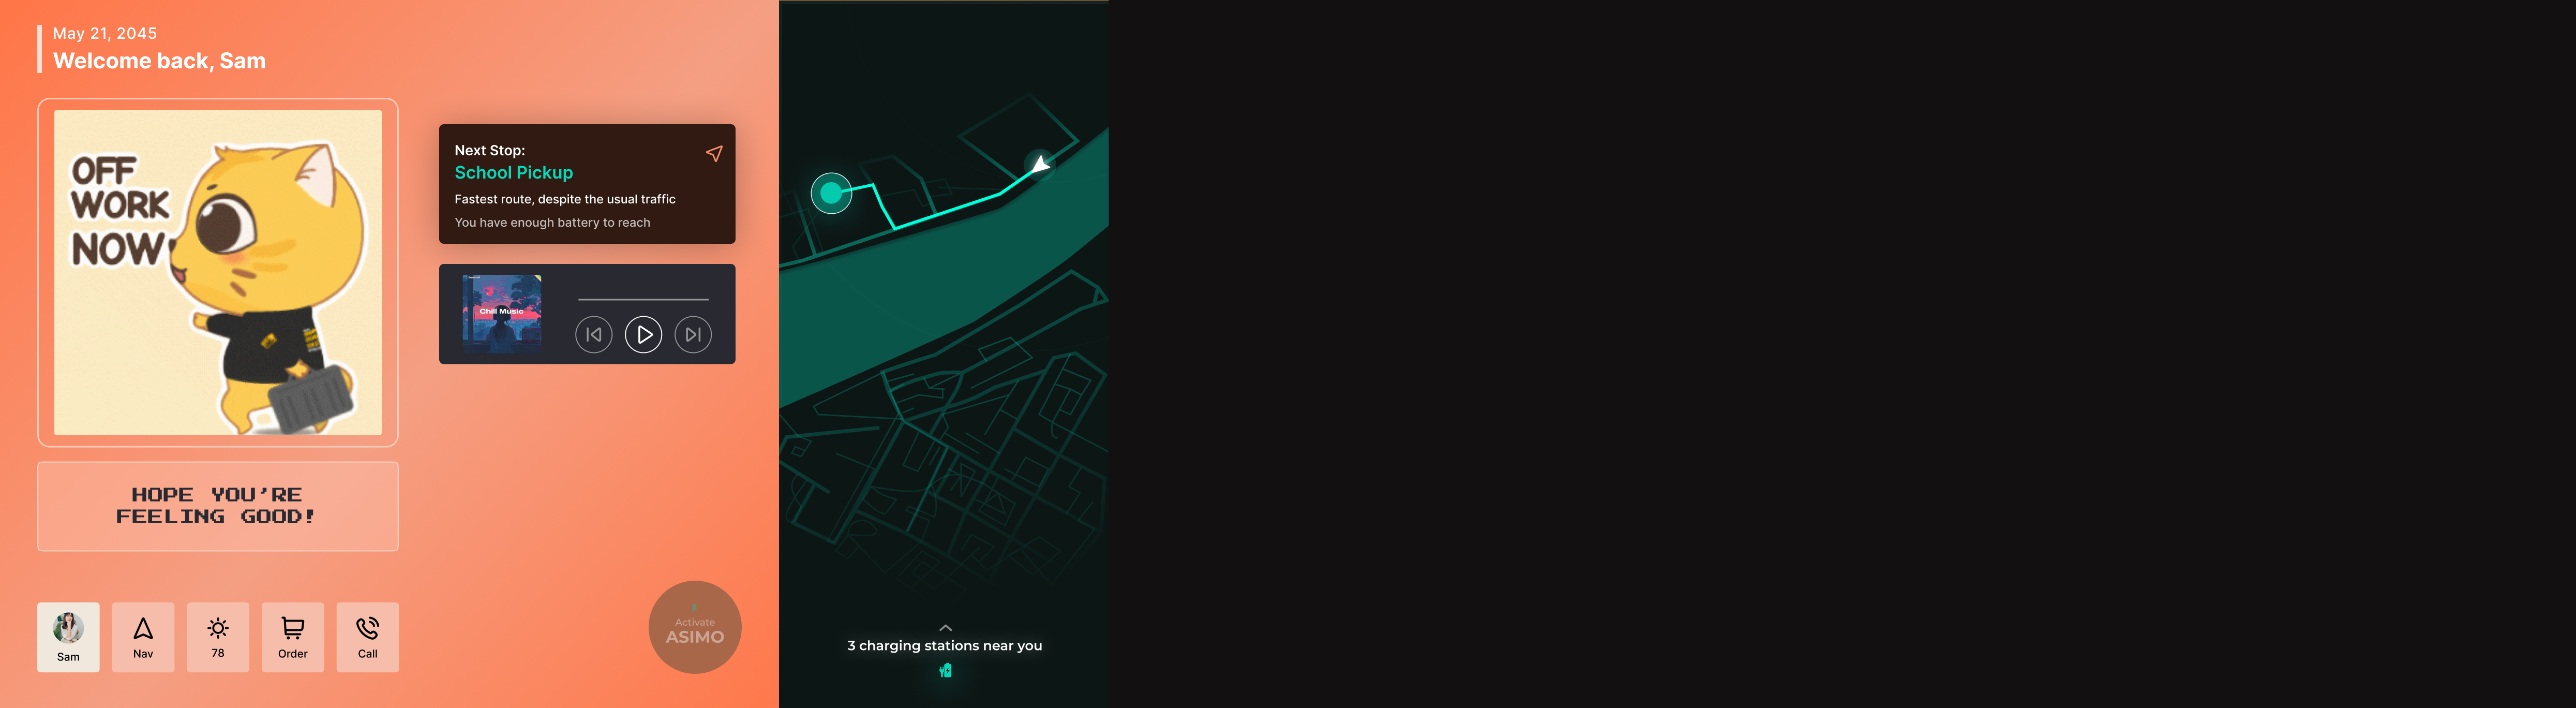 May 21, 2045
Welcome back, Sam
OFF
WORK
NOW
HOPE YOU'RE
FEELING GOOD!
Sam
Nav
78
Order
Call
Next Stop:
School Pickup
Fastest route, despite the usual traffic
You have enough battery to reach
Chill Music
Activate
ASIMO
3 charging stations near you